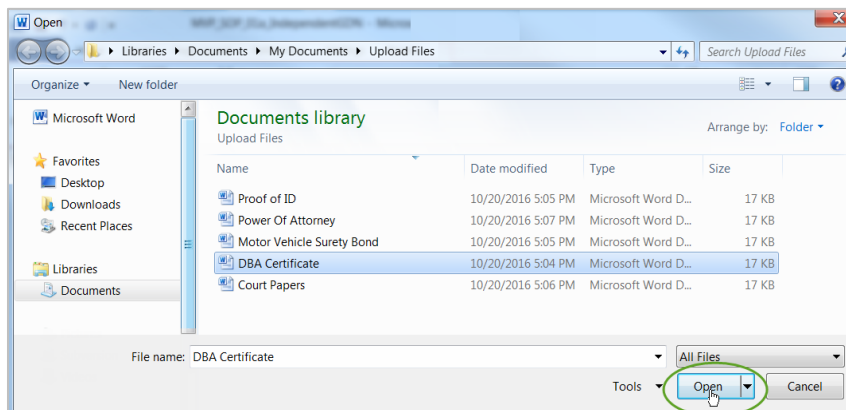 Open
Libraries Documents My Documents Upload Files Search Upload Files
Organize New folder
Microsoft Word
Favorites
Desktop
Downloads
Recent Places
Libraries
Documents
Documents library
Upload Files
Arrange by: Folder
Name Date modified Type Size
Proof of ID 10/20/2016 5:05 PM Microsoft Word D... 17 KB
Power Of Attorney 10/20/2016 5:07 PM Microsoft Word D... 17 KB
Motor Vehicle Surety Bond 10/20/2016 5:05 PM Microsoft Word D... 17 KB
DBA Certificate 10/20/2016 5:04 PM Microsoft Word D... 17 KB
Court Papers 10/20/2016 5:06 PM Microsoft Word D... 17 KB
File name: DBA Certificate All Files
Tools Open Cancel